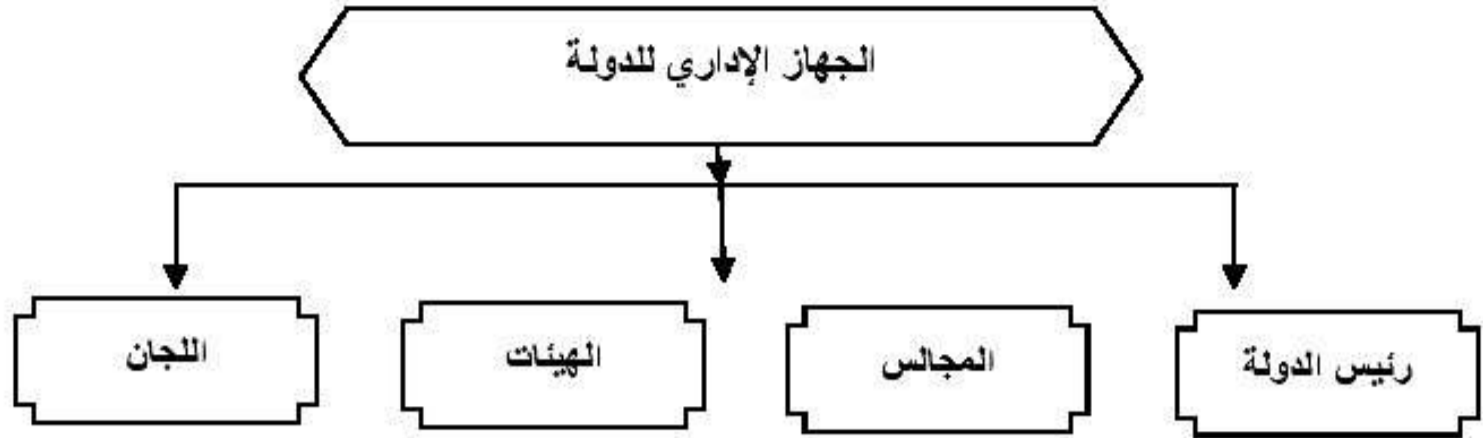 الجهاز الإداري للدولة
رئيس الدولة
المجالس
الهيئات
اللجان